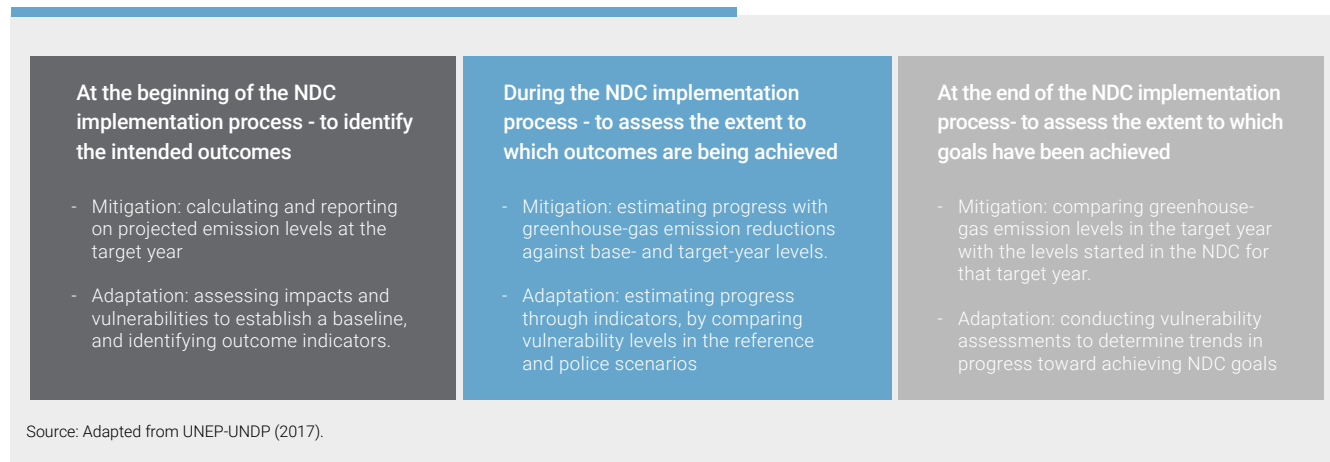 At the beginning of the NDC
implementation process - to identify
the intended outcomes
- Mitigation: calculating and reporting
on projected emission levels at the
target year
- Adaptation: assessing impacts and
vulnerabilities to establish a baseline,
and identifying outcome indicators.
During the NDC implementation
process - to assess the extent to
which outcomes are being achieved
- Mitigation: estimating progress with
greenhouse-gas emission reductions
against base- and target-year levels.
- Adaptation: estimating progress
through indicators, by comparing
vulnerability levels in the reference
and police scenarios
At the end of the NDC implementation
process- to assess the extent to which
goals have been achieved
- Mitigation: comparing greenhouse-
gas emission levels in the target year
with the levels started in the NDC for
that target year.
- Adaptation: conducting vulnerability
assessments to determine trends in
progress toward achieving NDC goals
Source: Adapted from UNEP-UNDP (2017).